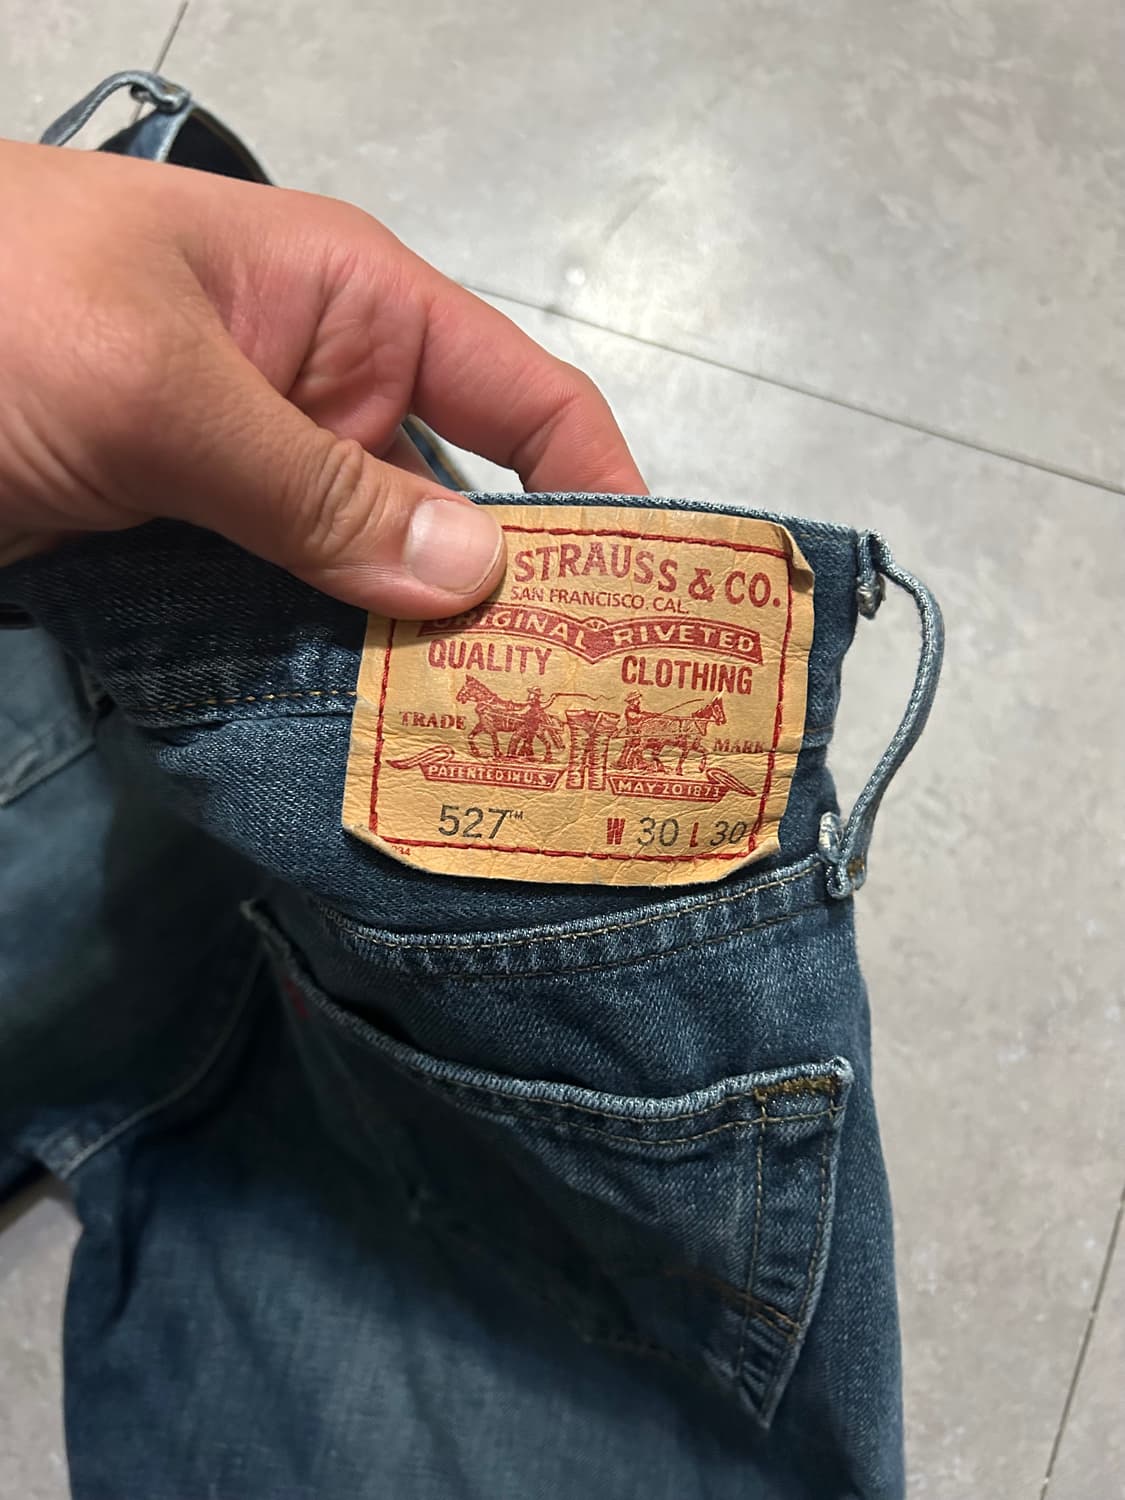 STRAUSS & CO.
SAN FRANCISCO. CAL.
ORIGINAL RIVETED
QUALITY CLOTHING
TRADE MARK
PATENTED IN U.S. MAY 20 1873
527™ W 30 L 30